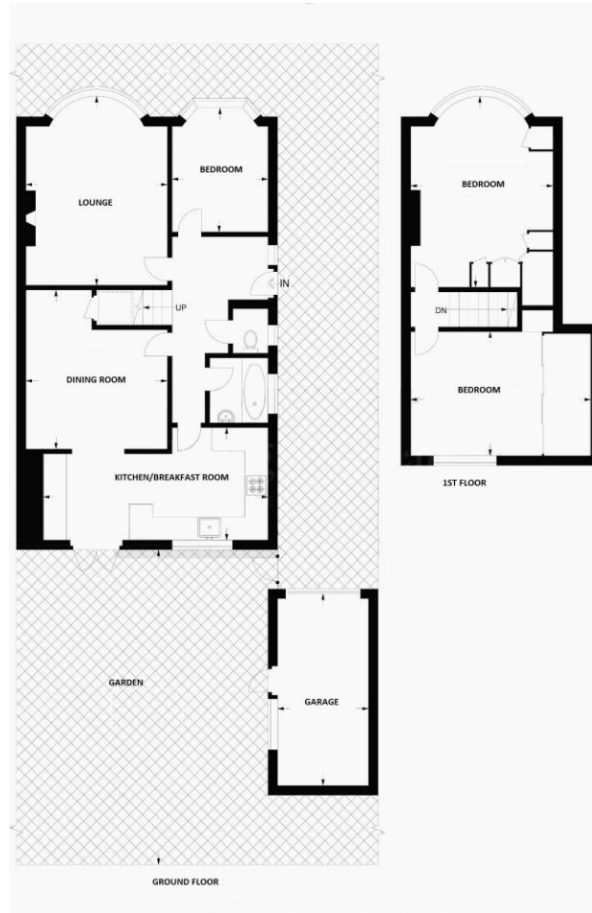 BEDROOM
LOUNGE
IN
UP
DINING ROOM
KITCHEN/BREAKFAST ROOM
GARDEN
GARAGE
GROUND FLOOR
BEDROOM
DN
BEDROOM
1ST FLOOR